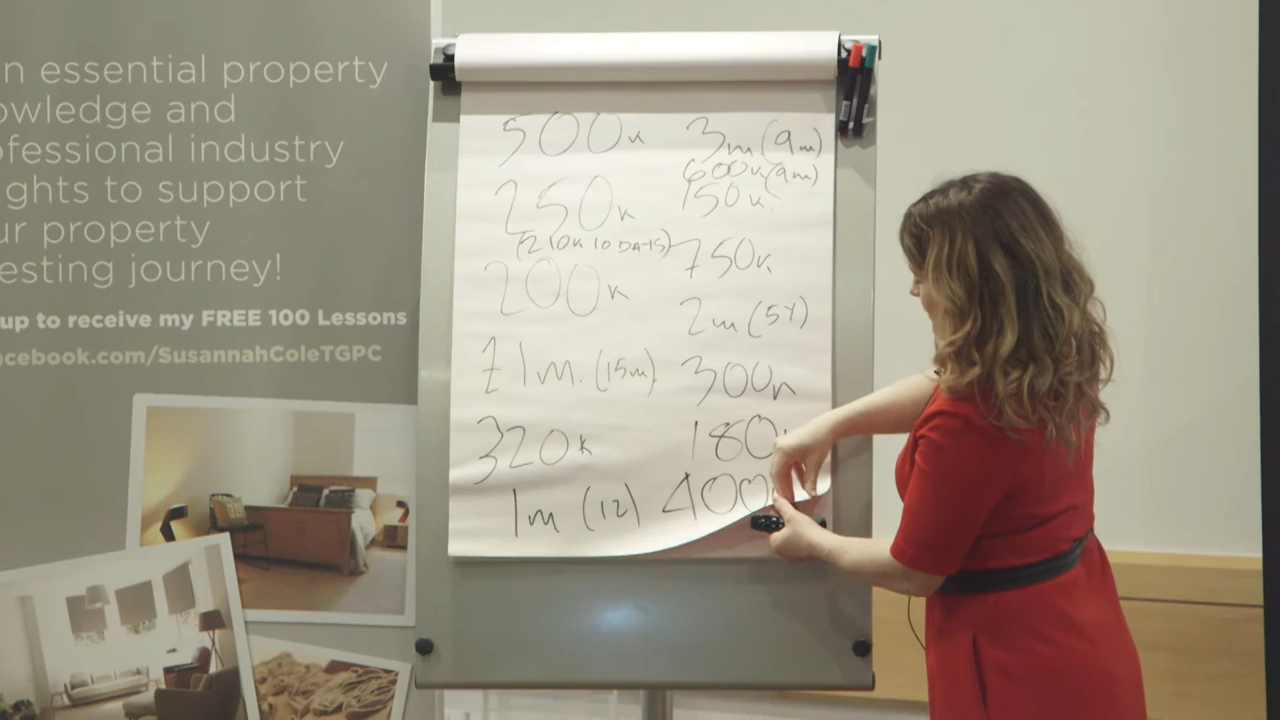 n essential property
owledge and
ofessional industry
ights to support
ur property
esting journey!
up to receive my FREE 100 Lessons
acebook.com/SusannahColeTGPC
500k
250k
(210k 10 DAYS)
200k
£1m. (15m)
320k
1m (12)
3m (9m)
600k (9m)
150k
750k
2m (5Y)
300k
180
400